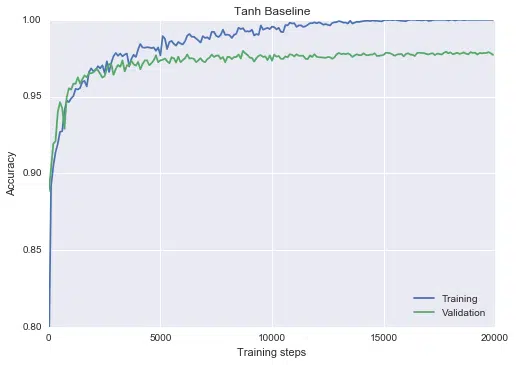 Tanh Baseline
1.00
0.95
0.90
0.85
0.80
Accuracy
0
5000
10000
15000
20000
Training steps
Training
Validation